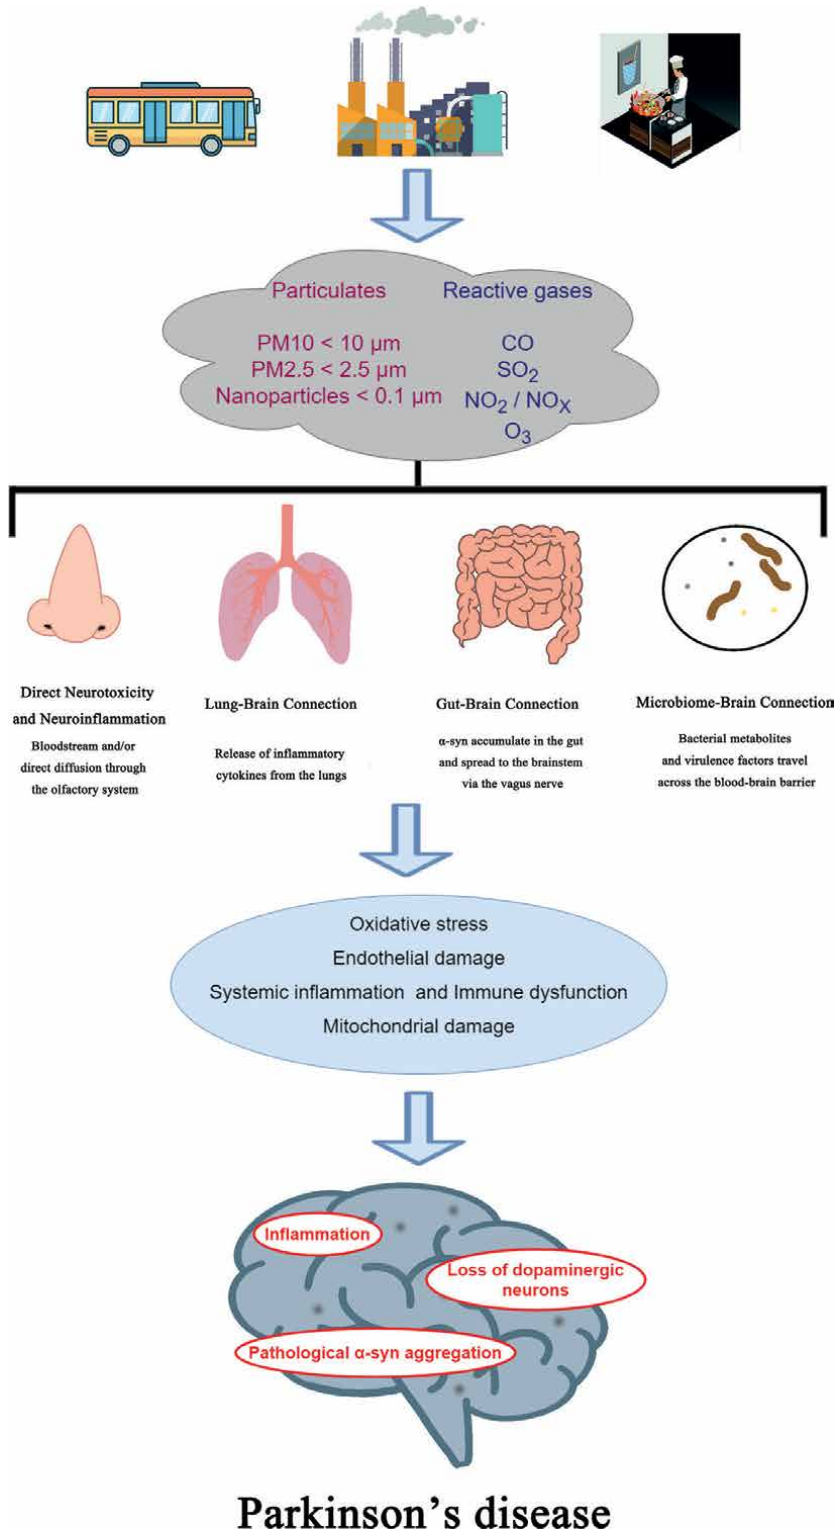 Particulates
PM10 < 10 μm
PM2.5 < 2.5 μm
Nanoparticles < 0.1 μm
Reactive gases
CO
SO₂
NO₂ / NOX
O₃
Direct Neurotoxicity
and Neuroinflammation
Bloodstream and/or
direct diffusion through
the olfactory system
Lung-Brain Connection
Release of inflammatory
cytokines from the lungs
Gut-Brain Connection
α-syn accumulate in the gut
and spread to the brainstem
via the vagus nerve
Microbiome-Brain Connection
Bacterial metabolites
and virulence factors travel
across the blood-brain barrier
Oxidative stress
Endothelial damage
Systemic inflammation and Immune dysfunction
Mitochondrial damage
Inflammation
Loss of dopaminergic
neurons
Pathological α-syn aggregation
Parkinson's disease